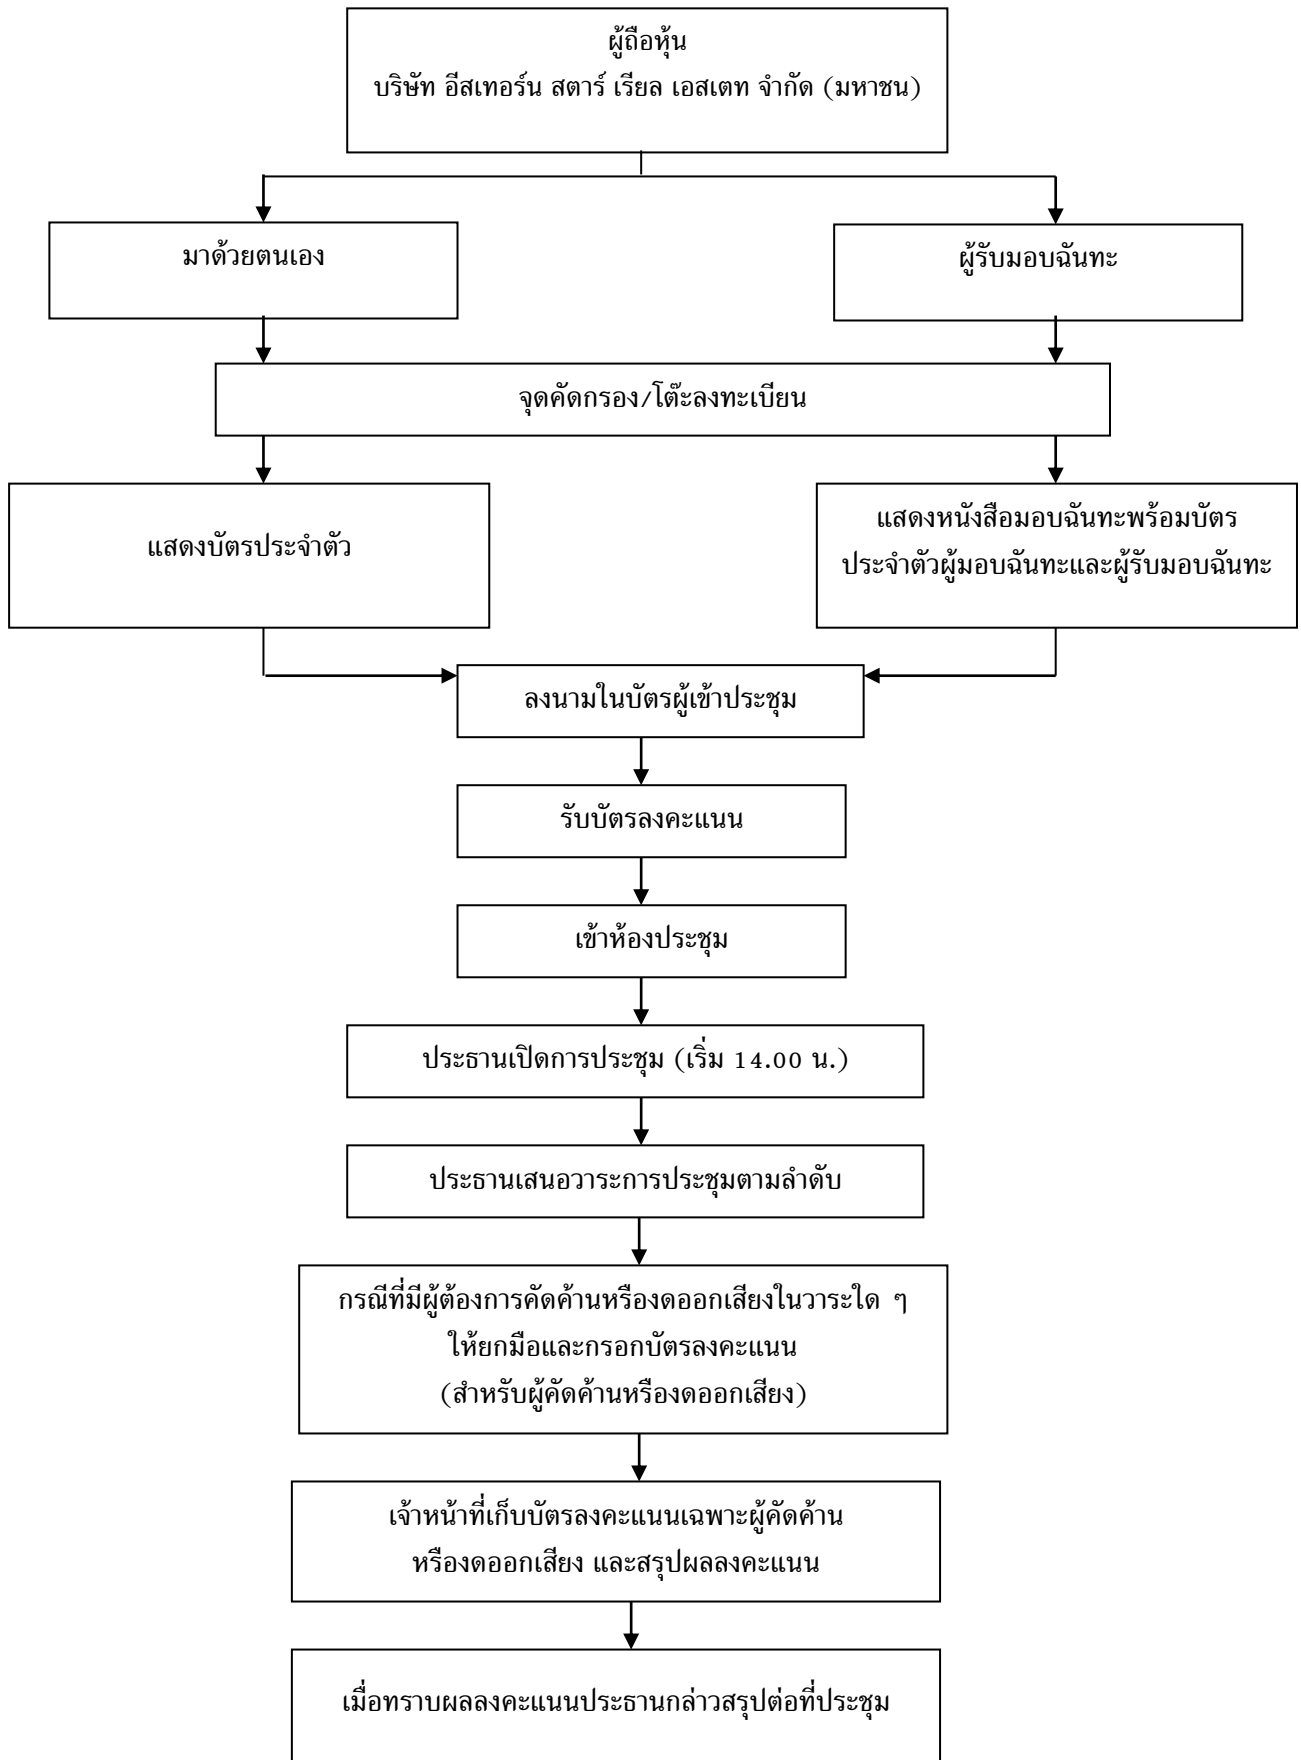 ผู้ถือหุ้น
บริษัท อีสเทอร์น สตาร์ เรียล เอสเตท จำกัด (มหาชน)
มาด้วยตนเอง
ผู้รับมอบฉันทะ
จุดคัดกรอง/โต๊ะลงทะเบียน
แสดงบัตรประจำตัว
แสดงหนังสือมอบฉันทะพร้อมบัตร
ประจำตัวผู้มอบฉันทะและผู้รับมอบฉันทะ
ลงนามในบัตรผู้เข้าประชุม
รับบัตรลงคะแนน
เข้าห้องประชุม
ประธานเปิดการประชุม (เริ่ม 14.00 น.)
ประธานเสนอวาระการประชุมตามลำดับ
กรณีที่มีผู้ต้องการคัดค้านหรืองดออกเสียงในวาระใด ๆ
ให้ยกมือและกรอกบัตรลงคะแนน
(สำหรับผู้คัดค้านหรืองดออกเสียง)
เจ้าหน้าที่เก็บบัตรลงคะแนนเฉพาะผู้คัดค้าน
หรืองดออกเสียง และสรุปผลลงคะแนน
เมื่อทราบผลลงคะแนนประธานกล่าวสรุปต่อที่ประชุม